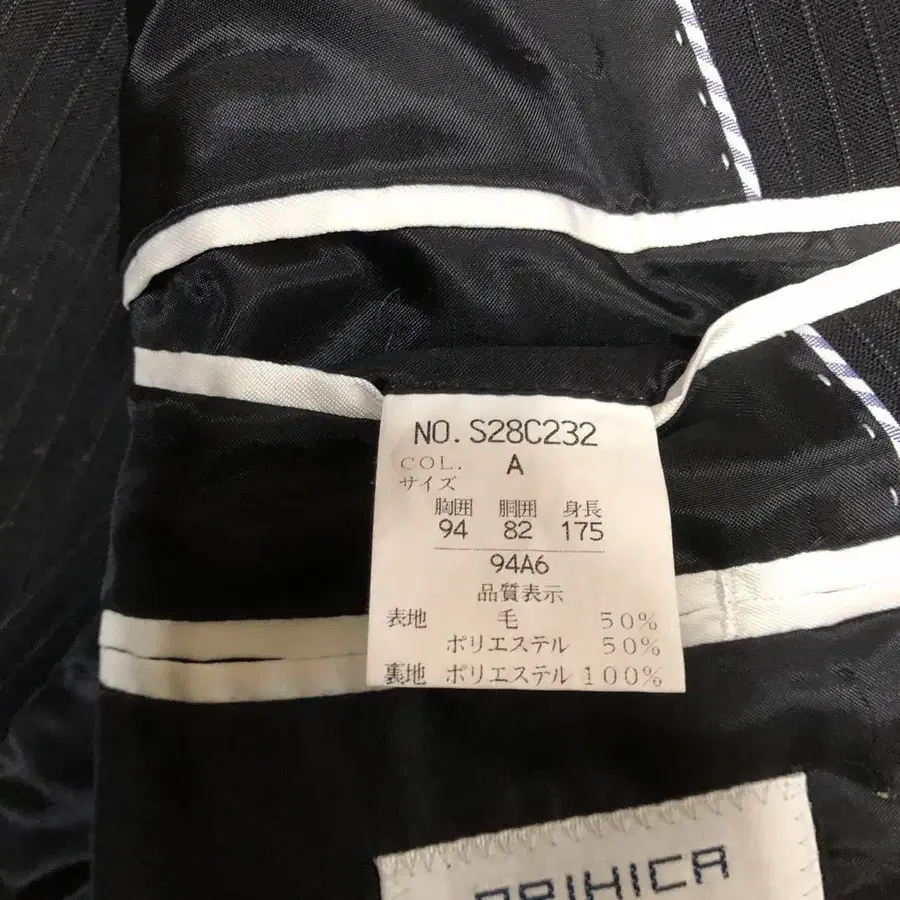 NO. S28C232
COL. A
サイズ
胸囲 胴囲 身長
94 82 175
94A6
品質表示
表地 毛 50%
ポリエステル 50%
裏地 ポリエステル 100%